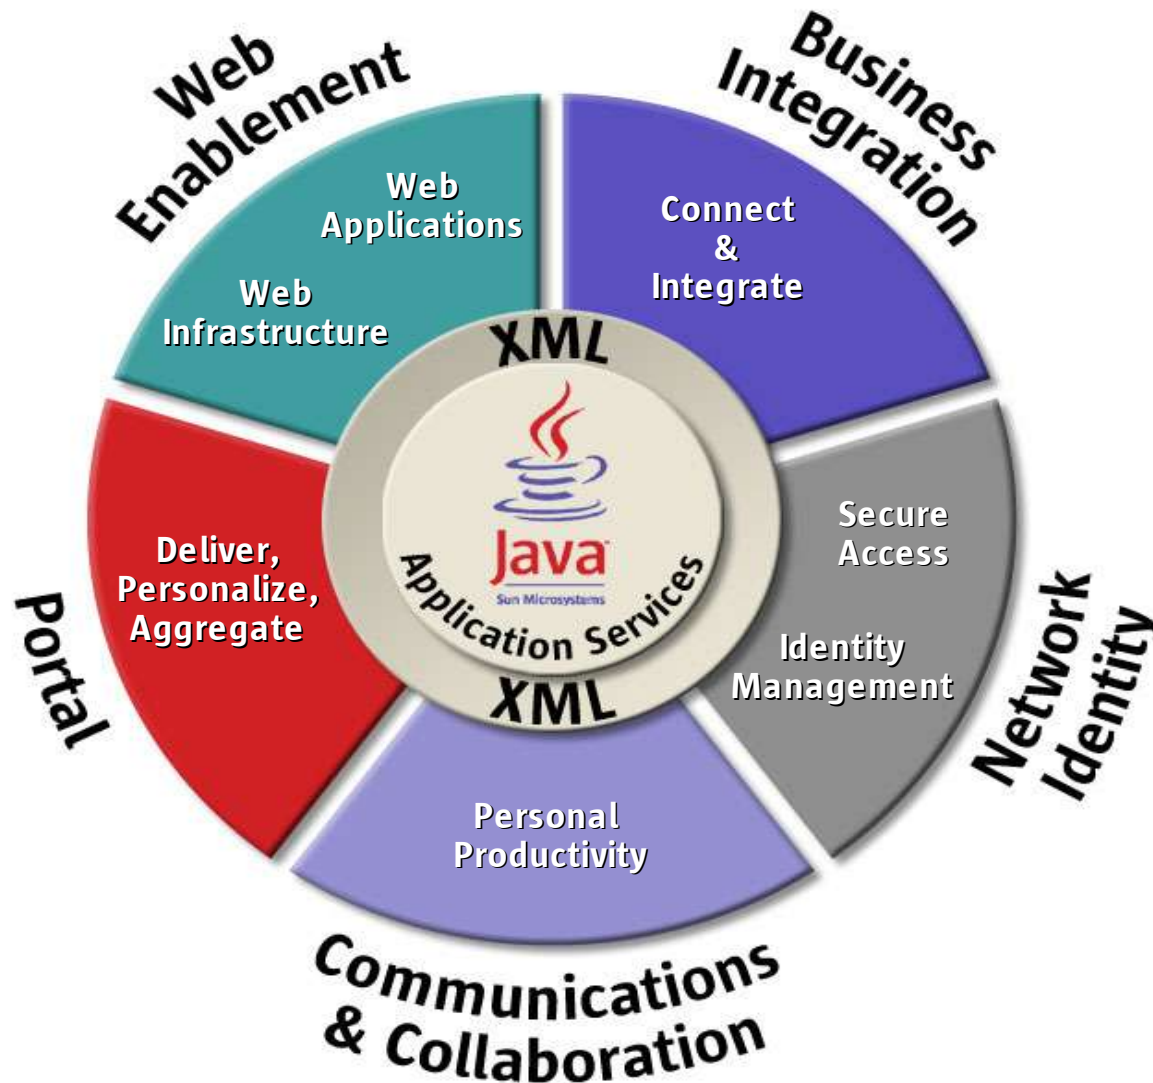 Web
Enablement
Business
Integration
Web
Applications
Web
Infrastructure
Connect
&
Integrate
XML
Java™
Sun Microsystems
Application Services
XML
Secure
Access
Identity
Management
Network
Identity
Deliver,
Personalize,
Aggregate
Portal
Personal
Productivity
Communications
& Collaboration